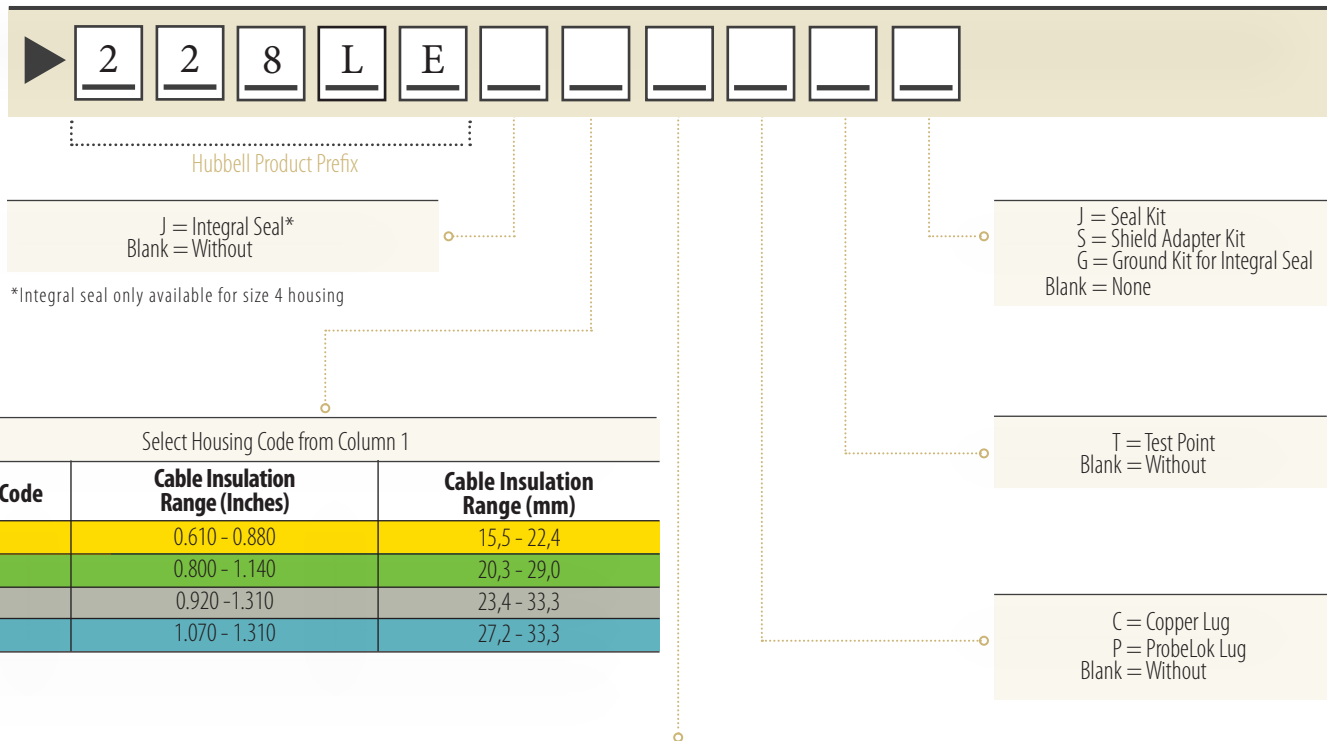 2 2 8 L E
Hubbell Product Prefix
J = Integral Seal*
Blank = Without
*Integral seal only available for size 4 housing
J = Seal Kit
S = Shield Adapter Kit
G = Ground Kit for Integral Seal
Blank = None
Select Housing Code from Column 1
Code Cable Insulation Range (Inches) Cable Insulation Range (mm)
0.610 - 0.880 15,5 - 22,4
0.800 - 1.140 20,3 - 29,0
0.920 -1.310 23,4 - 33,3
1.070 - 1.310 27,2 - 33,3
T = Test Point
Blank = Without
C = Copper Lug
P = ProbeLok Lug
Blank = Without